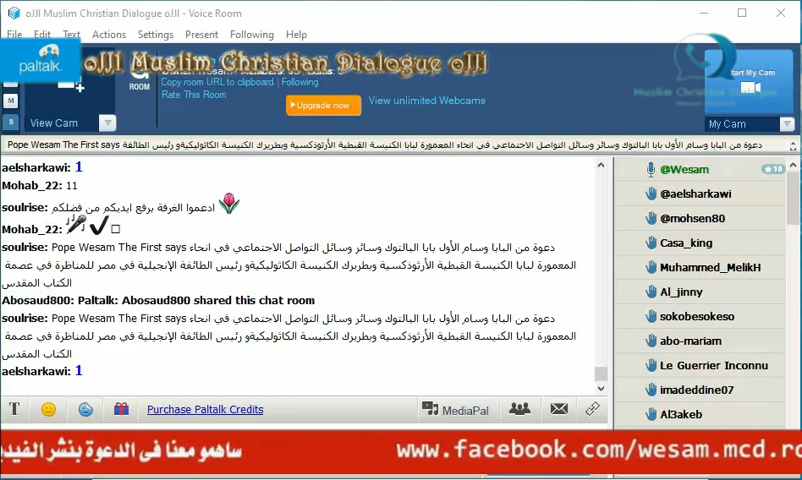 oJJI Muslim Christian Dialogue oJJI - Voice Room
File Edit Text Actions Settings Present Following Help
paltalk.
oJJI Muslim Christian Dialogue oJJI
ROOM
Copy room URL to clipboard | Following
Rate This Room
Upgrade now
View unlimited Webcams
Start My Cam
M
S
View Cam
My Cam
Pope Wesam The First says دعوة من البابا وسام الأول بابا البالتوك وسائر وسائل التواصل الاجتماعي في انحاء المعمورة لبابا الكنيسة القبطية الأرثوذكسية وبطريرك الكنيسة الكاثوليكيةو رئيس الطائفة
aelsharkawi: 1
Mohab_22: 11
soulrise: ادعموا الغرفة برفع ايديكم من فضلكم
Mohab_22:
soulrise: Pope Wesam The First says دعوة من البابا وسام الأول بابا البالتوك وسائر وسائل التواصل الاجتماعي في انحاء
المعمورة لبابا الكنيسة القبطية الأرثوذكسية وبطريرك الكنيسة الكاثوليكيةو رئيس الطائفة الإنجيلية في مصر للمناظرة في عصمة
الكتاب المقدس
Abosaud800: Paltalk: Abosaud800 shared this chat room
soulrise: Pope Wesam The First says دعوة من البابا وسام الأول بابا البالتوك وسائر وسائل التواصل الاجتماعي في انحاء
المعمورة لبابا الكنيسة القبطية الأرثوذكسية وبطريرك الكنيسة الكاثوليكيةو رئيس الطائفة الإنجيلية في مصر للمناظرة في عصمة
الكتاب المقدس
aelsharkawi: 1
@Wesam
@aelsharkawi
@mohsen80
Casa_king
Muhammed_MelikH
Al_jinny
sokobesokeso
abo-mariam
Le Guerrier Inconnu
imadeddine07
Al3akeb
T
Purchase Paltalk Credits
MediaPal
ساهمو معنا فى الدعوة بنشر الفيديو
www.facebook.com/wesam.mcd.ro